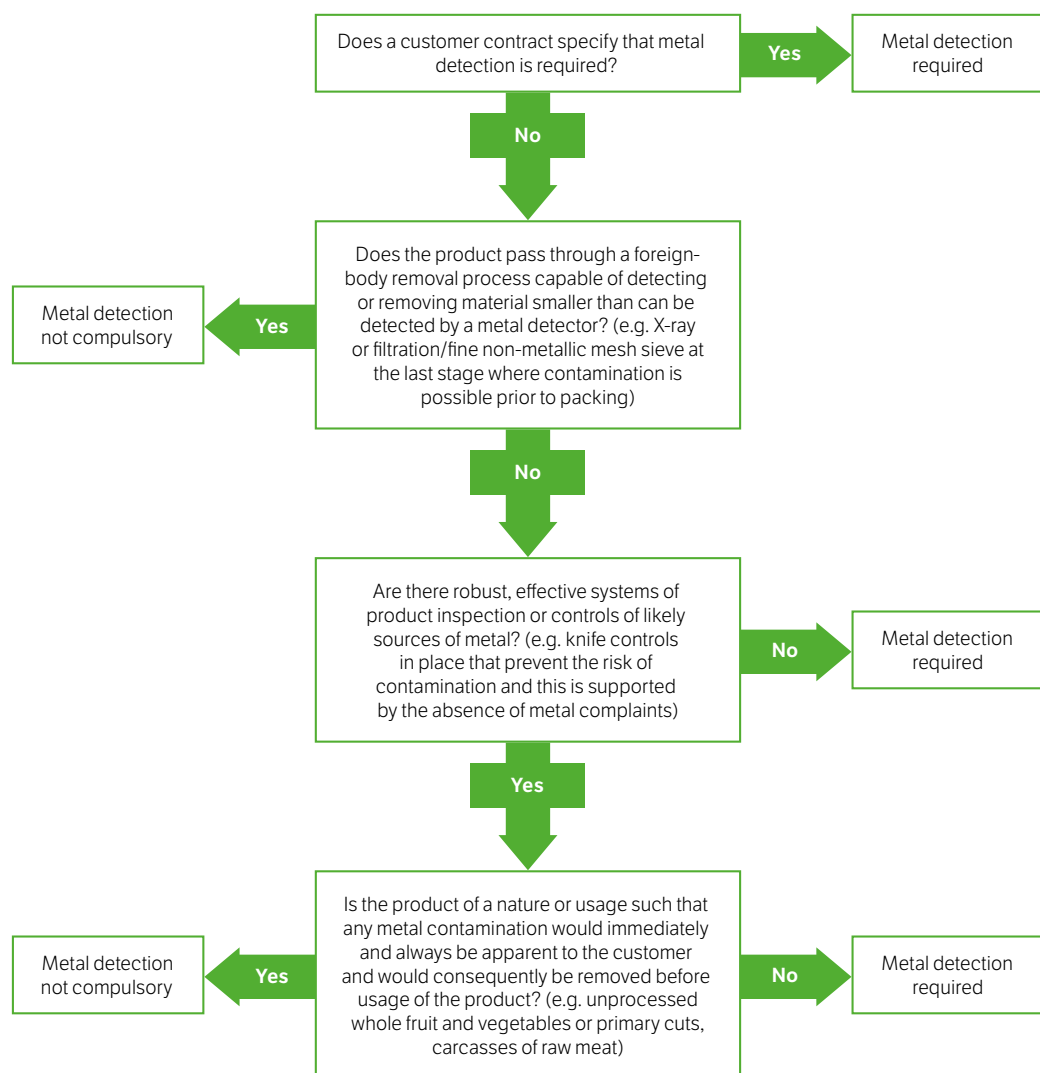 Does a customer contract specify that metal
detection is required?
Yes
Metal detection
required
No
Does the product pass through a foreign-
body removal process capable of detecting
or removing material smaller than can be
detected by a metal detector? (e.g. X-ray
or filtration/fine non-metallic mesh sieve at
the last stage where contamination is
possible prior to packing)
Yes
Metal detection
not compulsory
No
Are there robust, effective systems of
product inspection or controls of likely
sources of metal? (e.g. knife controls
in place that prevent the risk of
contamination and this is supported
by the absence of metal complaints)
No
Metal detection
required
Yes
Is the product of a nature or usage such that
any metal contamination would immediately
and always be apparent to the customer
and would consequently be removed before
usage of the product? (e.g. unprocessed
whole fruit and vegetables or primary cuts,
carcasses of raw meat)
Yes
Metal detection
not compulsory
No
Metal detection
required